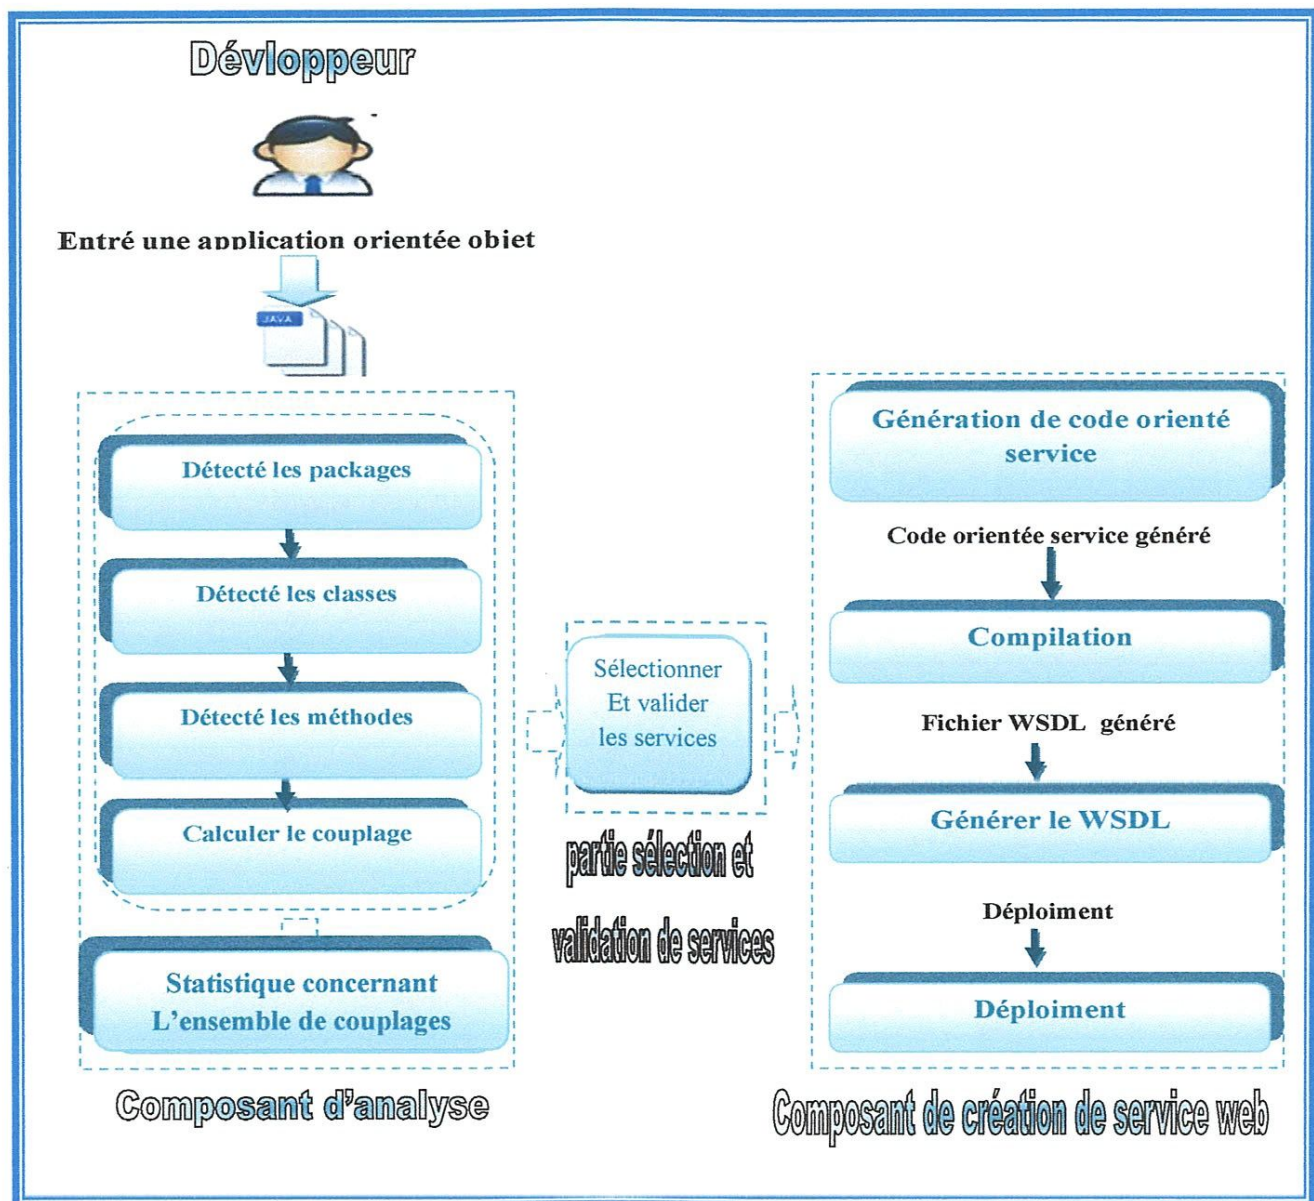 Dévloppeur
Entré une application orientée objet
JAVA
Détecté les packages
Détecté les classes
Détecté les méthodes
Calculer le couplage
Statistique concernant
L'ensemble de couplages
Composant d'analyse
Sélectionner
Et valider
les services
partie sélection et
validation de services
Génération de code orienté
service
Code orientée service généré
Compilation
Fichier WSDL généré
Générer le WSDL
Déploiment
Déploiment
Composant de création de service web